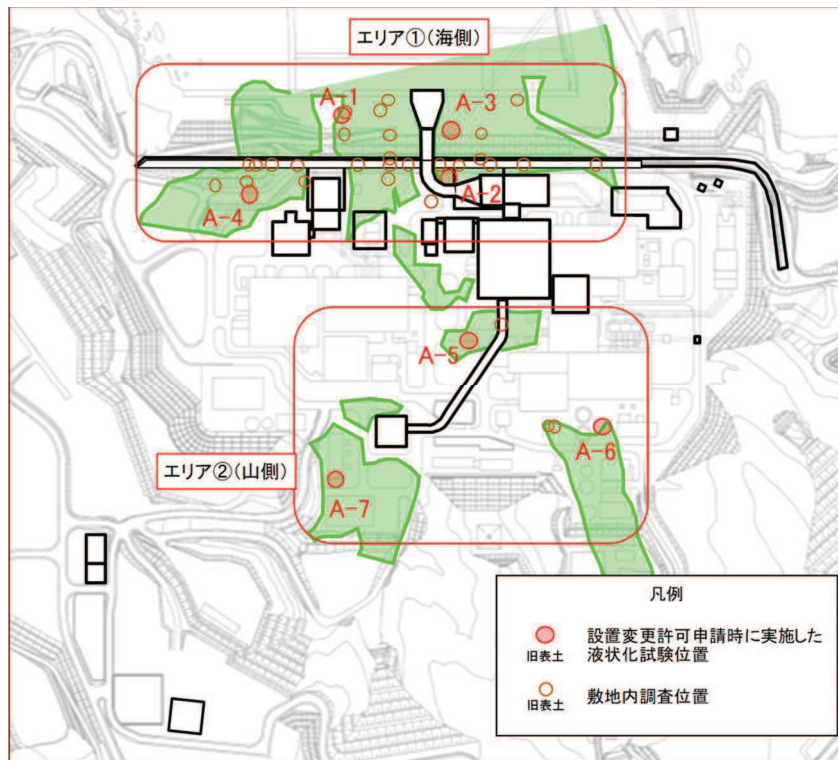 エリア①(海側)
A-1
A-3
A-2
A-4
A-5
A-6
エリア②(山側)
A-7
凡例
旧表土
設置変更許可申請時に実施した
液状化試験位置
旧表土
敷地内調査位置